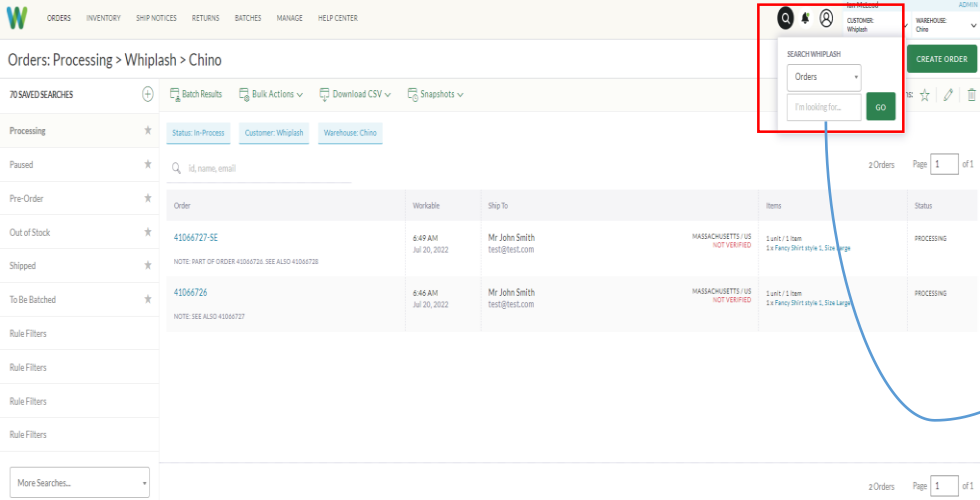 ORDERS INVENTORY SHIP NOTICES RETURNS BATCHES MANAGE HELP CENTER
Ian McLeod ADMIN
CUSTOMER: Whiplash
WAREHOUSE: Chino
Orders: Processing > Whiplash > Chino
SEARCH WHIPLASH
Orders
I'm looking for... GO
CREATE ORDER
70 SAVED SEARCHES
Batch Results Bulk Actions Download CSV Snapshots
Processing
Paused
Pre-Order
Out of Stock
Shipped
To Be Batched
Rule Filters
Rule Filters
Rule Filters
Rule Filters
More Searches...
Status: In-Process Customer: Whiplash Warehouse: Chino
id, name, email
2 Orders Page 1 of 1
Order Workable Ship To Items Status
41066727-SE 6:49 AM Mr John Smith MASSACHUSETTS / US 1 unit / 1 item PROCESSING
Jul 20, 2022 test@test.com NOT VERIFIED 1 x Fancy Shirt style 1, Size Large
NOTE: PART OF ORDER 41066726. SEE ALSO 41066728
41066726 6:46 AM Mr John Smith MASSACHUSETTS / US 1 unit / 1 item PROCESSING
Jul 20, 2022 test@test.com NOT VERIFIED 1 x Fancy Shirt style 1, Size Large
NOTE: SEE ALSO 41066727
2 Orders Page 1 of 1